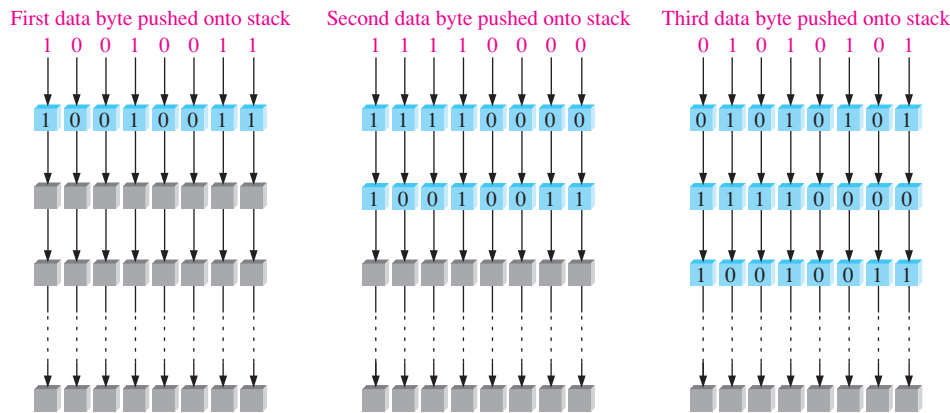 First data byte pushed onto stack
1 0 0 1 0 0 1 1
1 0 0 1 0 0 1 1
Second data byte pushed onto stack
1 1 1 1 0 0 0 0
1 1 1 1 0 0 0 0
1 0 0 1 0 0 1 1
Third data byte pushed onto stack
0 1 0 1 0 1 0 1
0 1 0 1 0 1 0 1
1 1 1 1 0 0 0 0
1 0 0 1 0 0 1 1